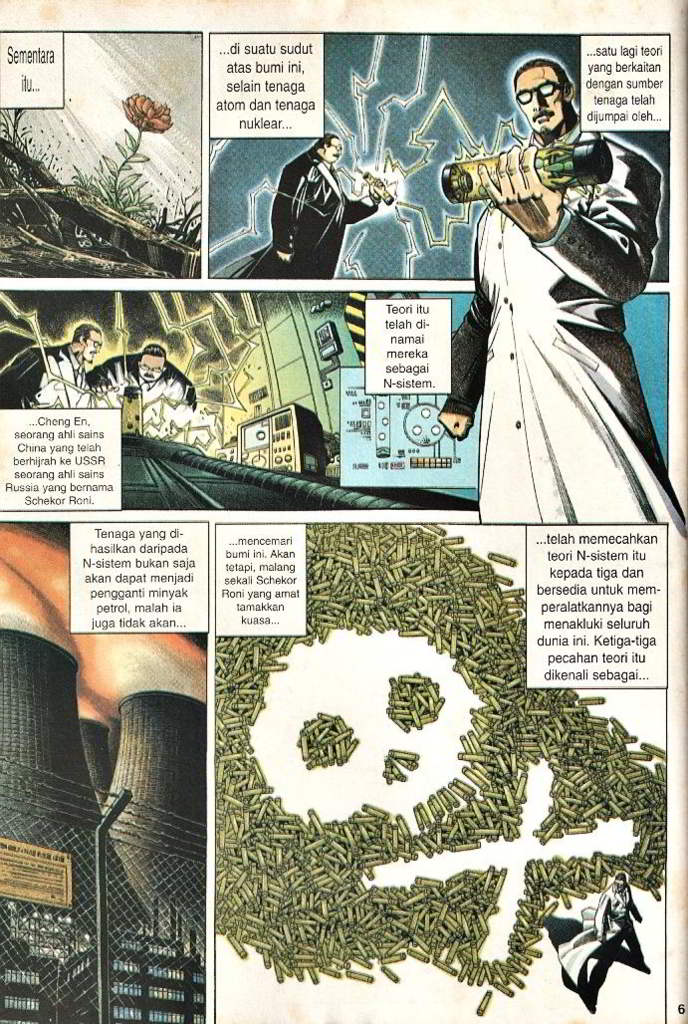 Sementara
itu...
...di suatu sudut
atas bumi ini,
selain tenaga
atom dan tenaga
nuklear...
...satu lagi teori
yang berkaitan
dengan sumber
tenaga telah
dijumpai oleh...
...Cheng En,
seorang ahli sains
China yang telah
berhijrah ke USSR
seorang ahli sains
Russia yang bernama
Schekor Roni.
Teori itu
telah di-
namai
mereka
sebagai
N-sistem.
Tenaga yang di-
hasilkan daripada
N-sistem bukan saja
akan dapat menjadi
pengganti minyak
petrol, malah ia
juga tidak akan...
...mencemari
bumi ini. Akan
tetapi, malang
sekali Schekor
Roni yang amat
tamakkan
kuasa...
...telah memecahkan
teori N-sistem itu
kepada tiga dan
bersedia untuk mem-
peralatkannya bagi
menakluki seluruh
dunia ini. Ketiga-tiga
pecahan teori itu
dikenali sebagai...
6